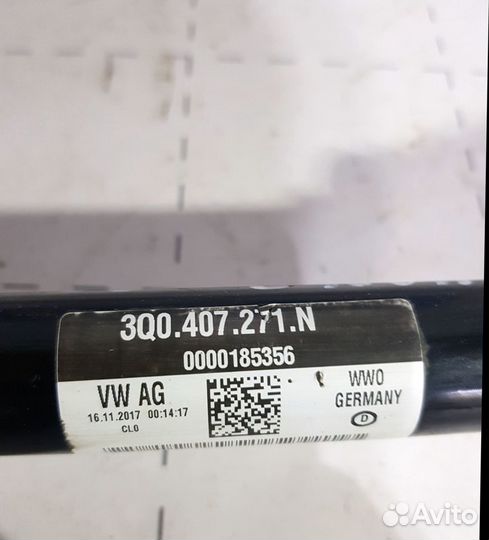 3Q0.407.271.N
0000185356
VW AG
16.11.2017 00:14:17
CL0
WWO
GERMANY
D
Avito